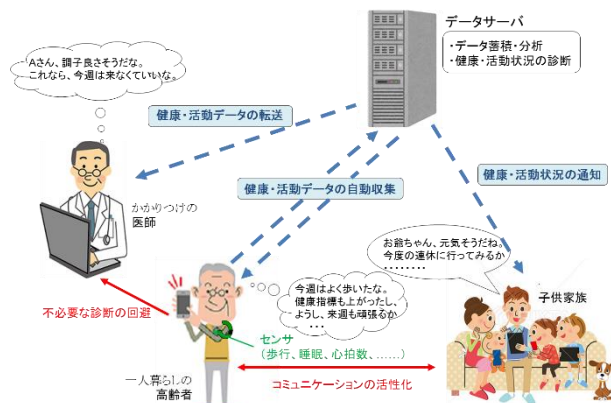 データサーバ
・データ蓄積・分析
・健康・活動状況の診断
Aさん、調子良さそうだな。
これなら、今週は来なくていいな。
健康・活動データの転送
健康・活動データの自動収集
健康・活動状況の通知
かかりつけの
医師
お爺ちゃん、元気そうだね。
今度の連休に行ってみるか
‥‥‥‥
今週はよく歩いたな。
健康指標も上がったし、
ようし、来週も頑張るか
…
子供家族
不必要な診断の回避
センサ
(歩行、睡眠、心拍数、……)
一人暮らしの
高齢者
コミュニケーションの活性化